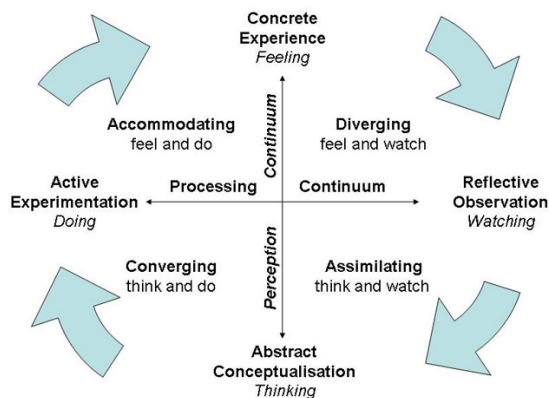 Concrete
Experience
Feeling
Accommodating
feel and do
Continuum
Diverging
feel and watch
Active
Experimentation
Doing
Processing
Continuum
Reflective
Observation
Watching
Converging
think and do
Perception
Assimilating
think and watch
Abstract
Conceptualisation
Thinking